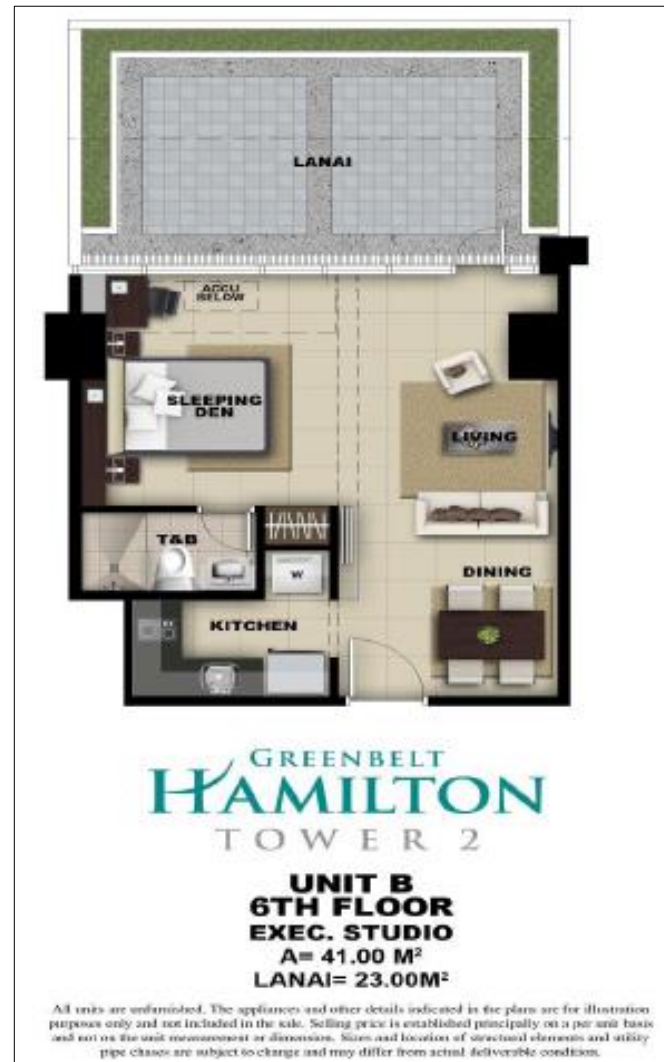 LANAI
ACCU
BELOW
SLEEPING
DEN
LIVING
T&B
W
DINING
KITCHEN
GREENBELT
HAMILTON
TOWER 2
UNIT B
6TH FLOOR
EXEC. STUDIO
A= 41.00 M²
LANAI= 23.00M²
All units are unfurnished. The appliances and other details indicated in the plans are for illustration
purposes only and not included in the sale. Selling price is established principally on a per unit basis
and not on the unit measurement or dimension. Sizes and location of structural elements and utility
pipe chases are subject to change and may differ from actual deliverable condition.